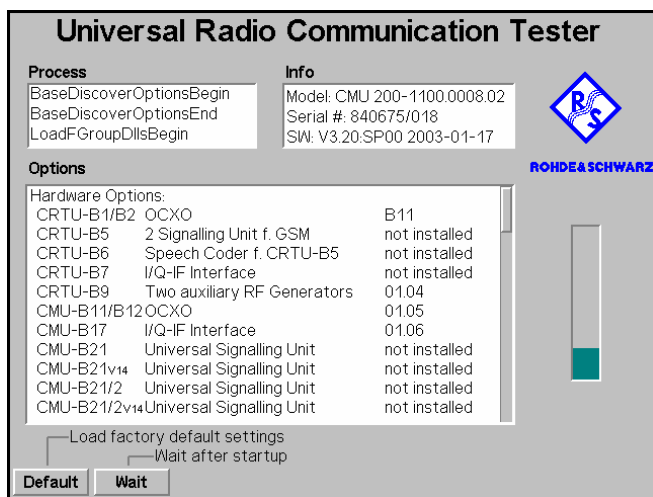 Universal Radio Communication Tester
Process
BaseDiscoverOptionsBegin
BaseDiscoverOptionsEnd
LoadFGroupDllsBegin
Info
Model: CMU 200-1100.0008.02
Serial #: 840675/018
SW: V3.20:SP00 2003-01-17
R S
ROHDE&SCHWARZ
Options
Hardware Options:
CRTU-B1/B2 OCXO B11
CRTU-B5 2 Signalling Unit f. GSM not installed
CRTU-B6 Speech Coder f. CRTU-B5 not installed
CRTU-B7 I/Q-IF Interface not installed
CRTU-B9 Two auxiliary RF Generators 01.04
CMU-B11/B12 OCXO 01.05
CMU-B17 I/Q-IF Interface 01.06
CMU-B21 Universal Signalling Unit not installed
CMU-B21v14 Universal Signalling Unit not installed
CMU-B21/2 Universal Signalling Unit not installed
CMU-B21/2v14 Universal Signalling Unit not installed
Load factory default settings
Wait after startup
Default Wait